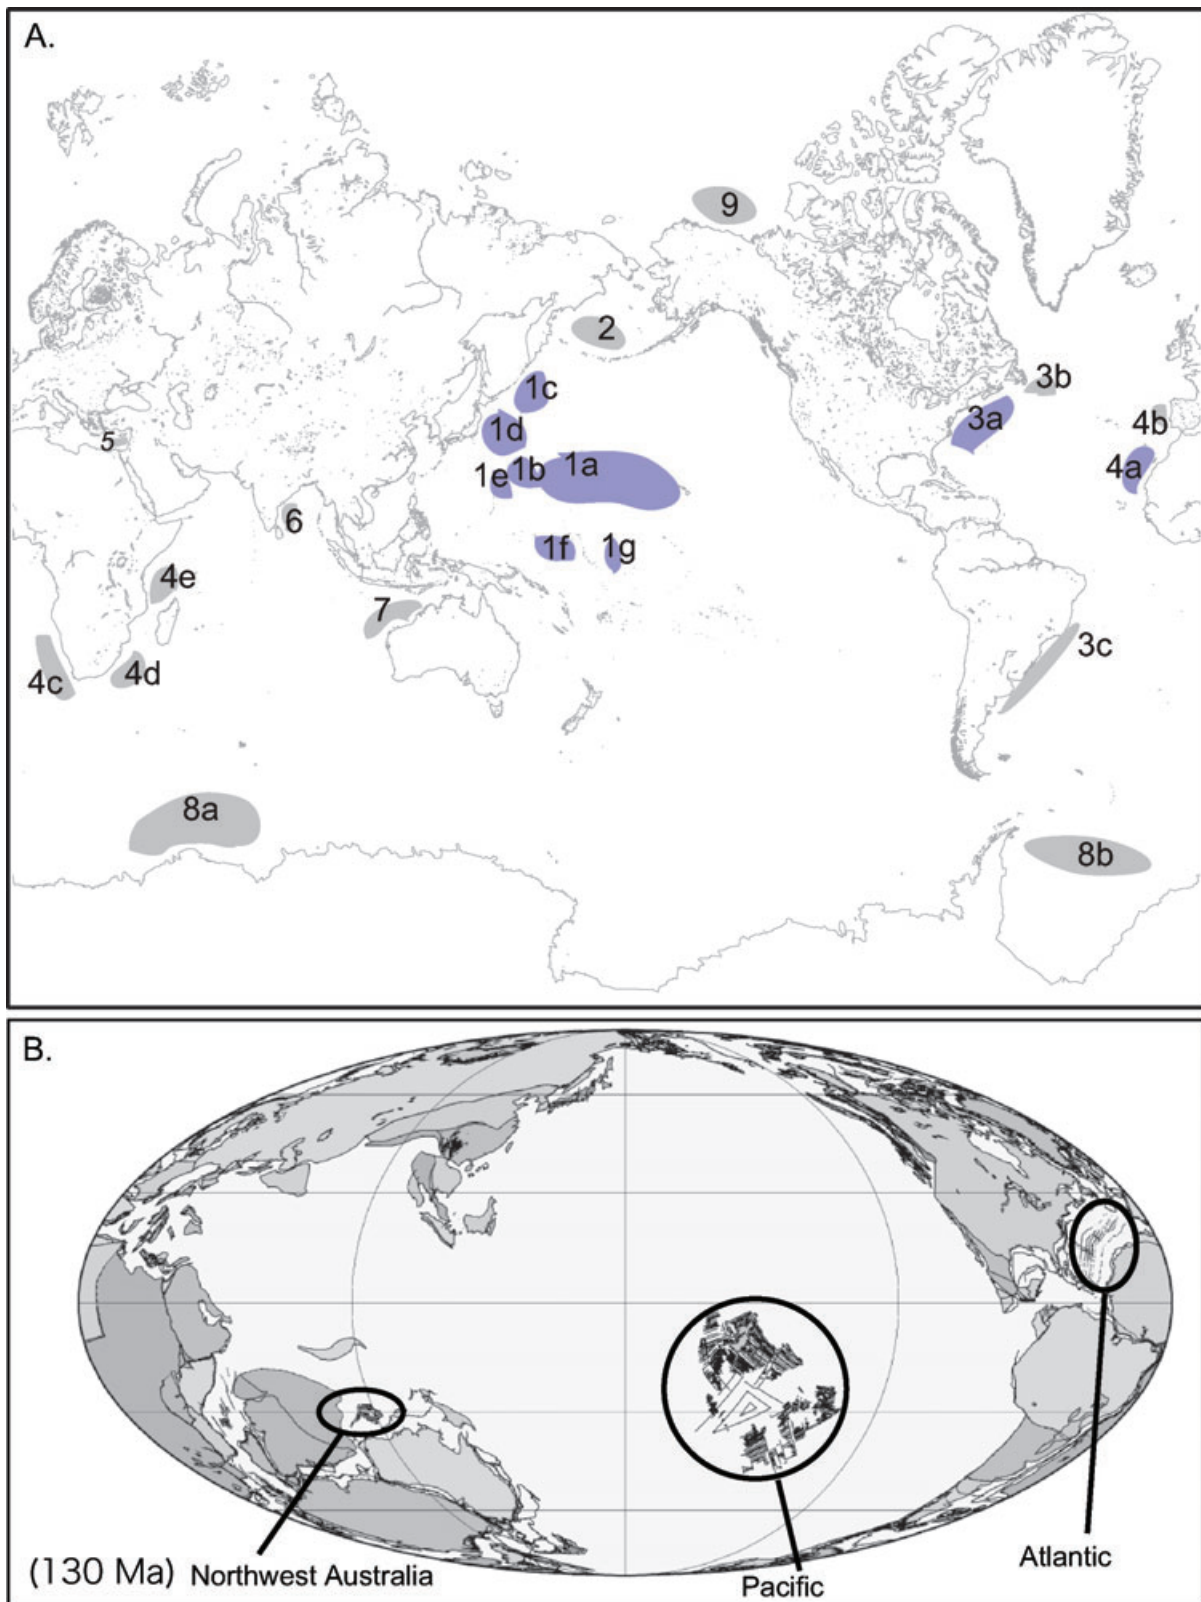 A.
9
2
1c
3b
3a
1d
4b
5
1b 1a
4a
1e
6
1f
1g
4e
7
3c
4c
4d
8a
8b
B.
(130 Ma)
Northwest Australia
Pacific
Atlantic